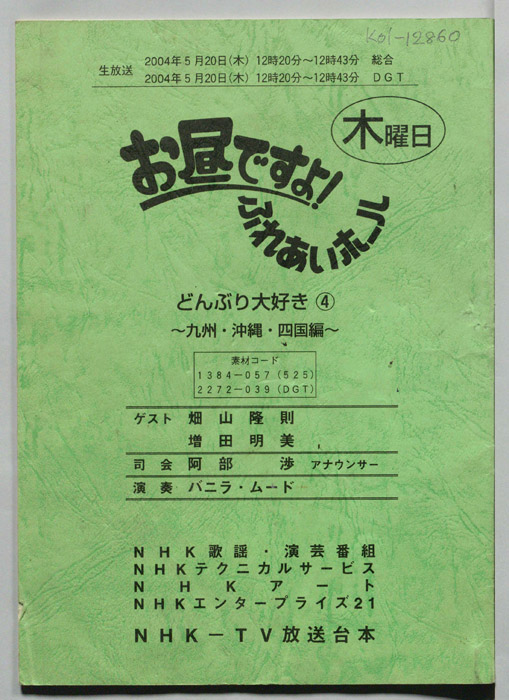 Kol-12860
生放送
2004年5月20日(木) 12時20分~12時43分 総合
2004年5月20日(木) 12時20分~12時43分 DGT
木曜日
お昼ですよ!
ふれあいホール
どんぶり大好き④
~九州・沖縄・四国編~
素材コード
1384-057(525)
2272-039(DGT)
ゲスト 畑山隆則
増田明美
司会 阿部 渉 アナウンサー
演奏 バニラ・ムード
NHK歌謡・演芸番組
NHKテクニカルサービス
NHKアート
NHKエンタープライズ21
NHK-TV放送台本